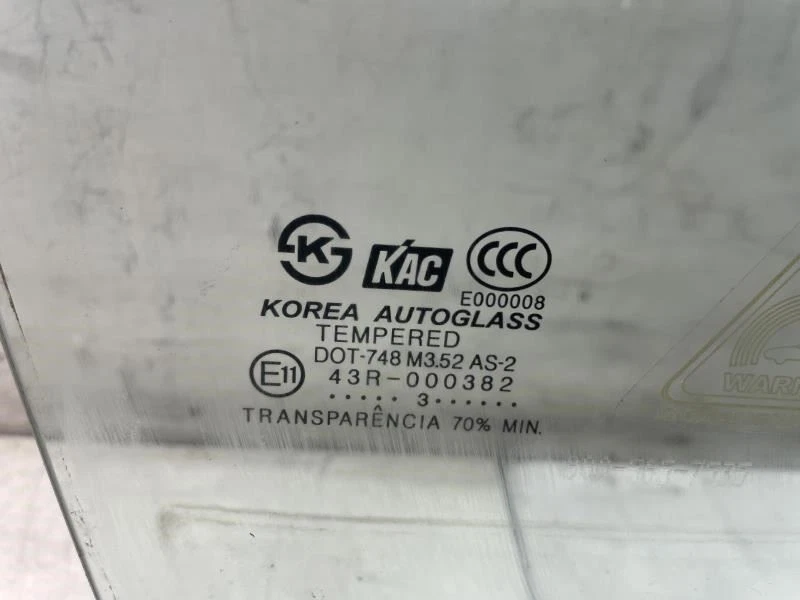 K KAC CCC
E000008
KOREA AUTOGLASS
TEMPERED
DOT-748 M3.52 AS-2
E11 43R-000382
..... 3......
TRANSPARÊNCIA 70% MIN.